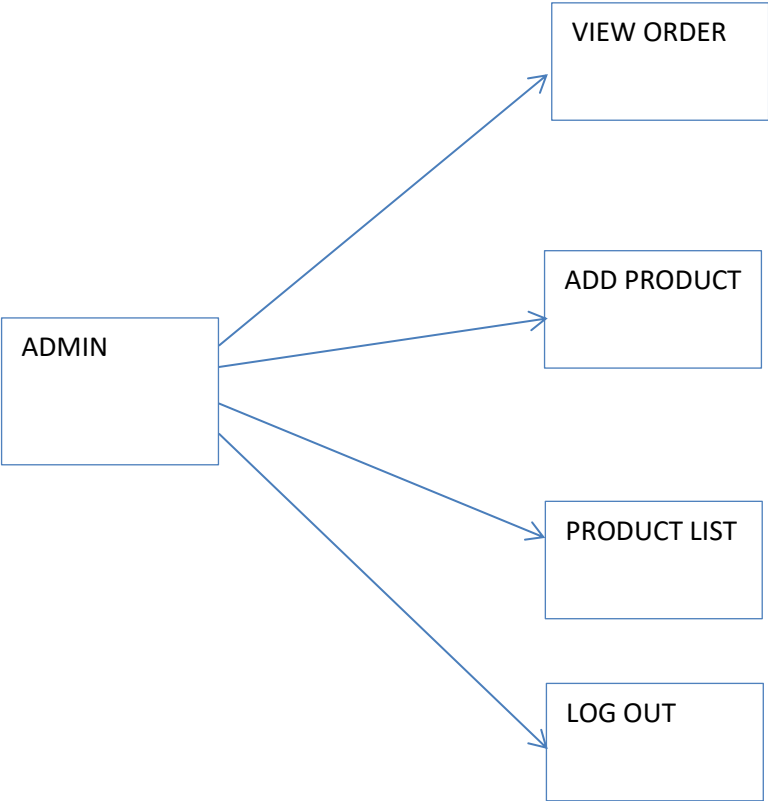 VIEW ORDER
ADD PRODUCT
ADMIN
PRODUCT LIST
LOG OUT